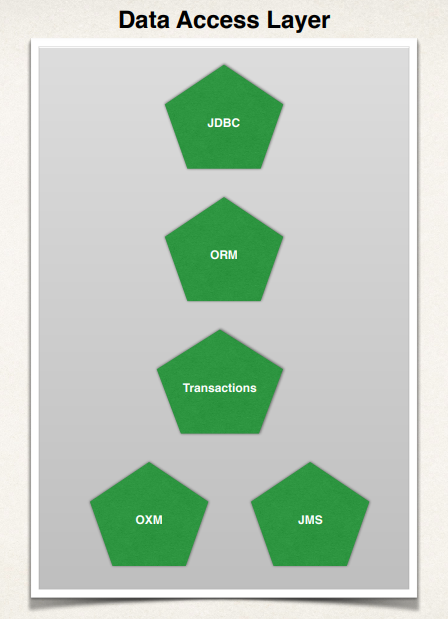 Data Access Layer
JDBC
ORM
Transactions
OXM
JMS